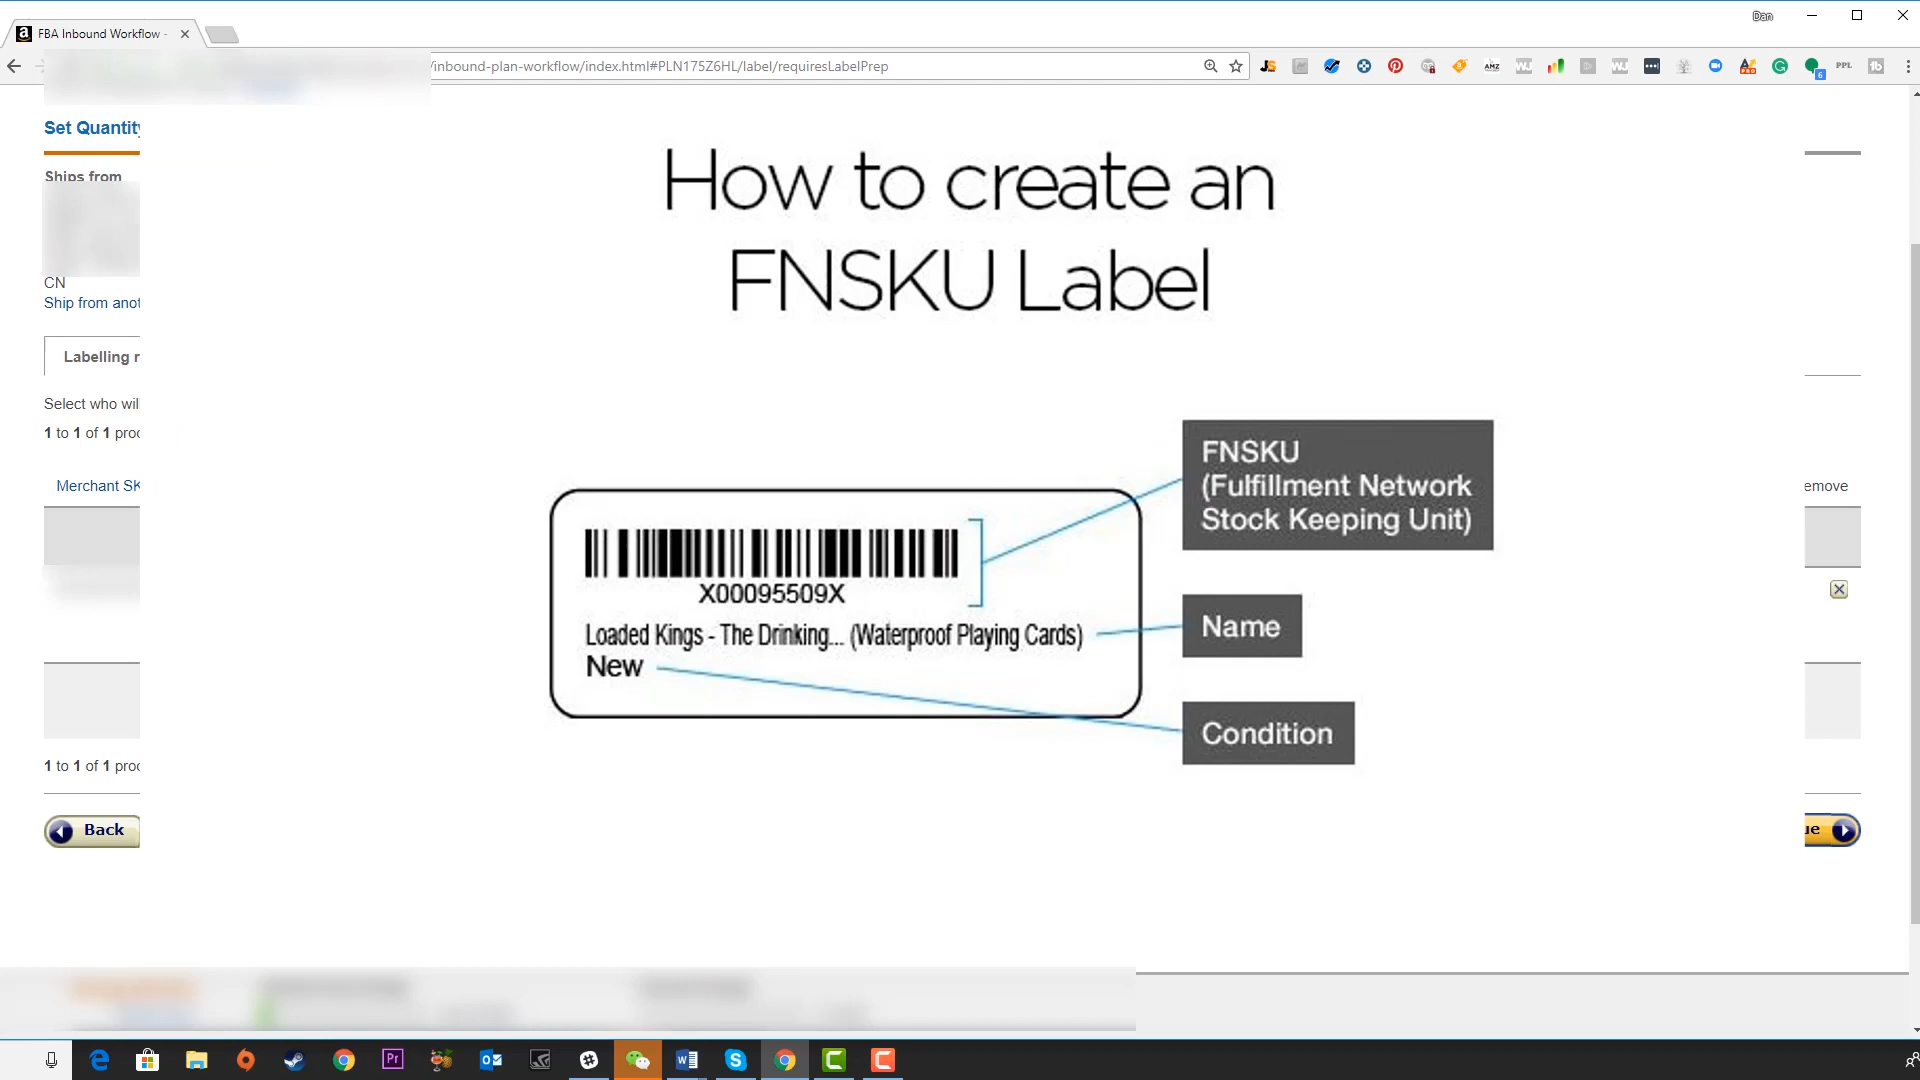 Dan
FBA Inbound Workflow -
/inbound-plan-workflow/index.html#PLN175Z6HL/label/requiresLabelPrep
Set Quantity
Ships from
CN
Ship from anot
Labelling r
Select who wil
1 to 1 of 1 prod
Merchant SK
emove
1 to 1 of 1 prod
Back
ue
How to create an
FNSKU Label
FNSKU
(Fulfillment Network
Stock Keeping Unit)
X00095509X
Loaded Kings - The Drinking... (Waterproof Playing Cards)
New
Name
Condition